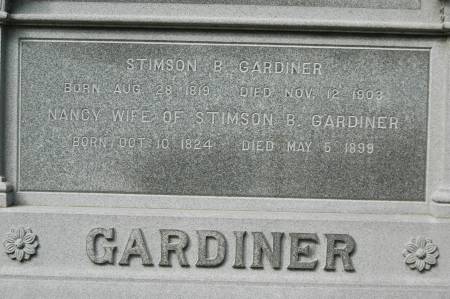 STIMSON B. GARDINER
BORN AUG. 28 1819. DIED NOV. 12 1903
NANCY WIFE OF STIMSON B. GARDINER
BORN OCT. 10 1824 DIED MAY 5 1899
GARDINER